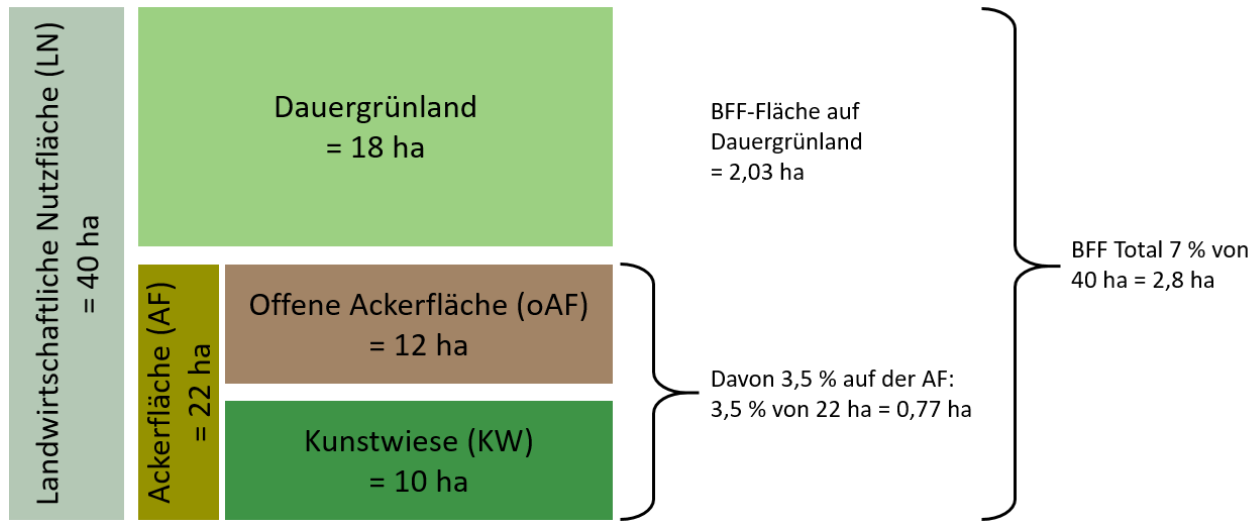 Landwirtschaftliche Nutzfläche (LN)
= 40 ha
Dauergrünland
= 18 ha
BFF-Fläche auf
Dauergrünland
= 2,03 ha
BFF Total 7 % von
40 ha = 2,8 ha
Ackerfläche (AF)
= 22 ha
Offene Ackerfläche (oAF)
= 12 ha
Davon 3,5 % auf der AF:
3,5 % von 22 ha = 0,77 ha
Kunstwiese (KW)
= 10 ha